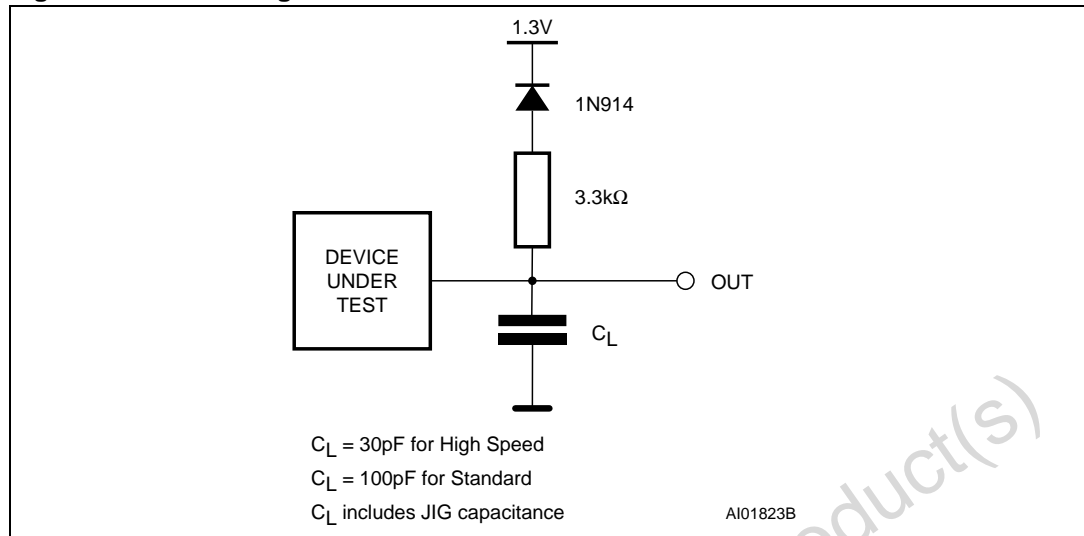 1.3V
1N914
3.3kΩ
DEVICE
UNDER
TEST
OUT
CL
CL = 30pF for High Speed
CL = 100pF for Standard
CL includes JIG capacitance
AI01823B